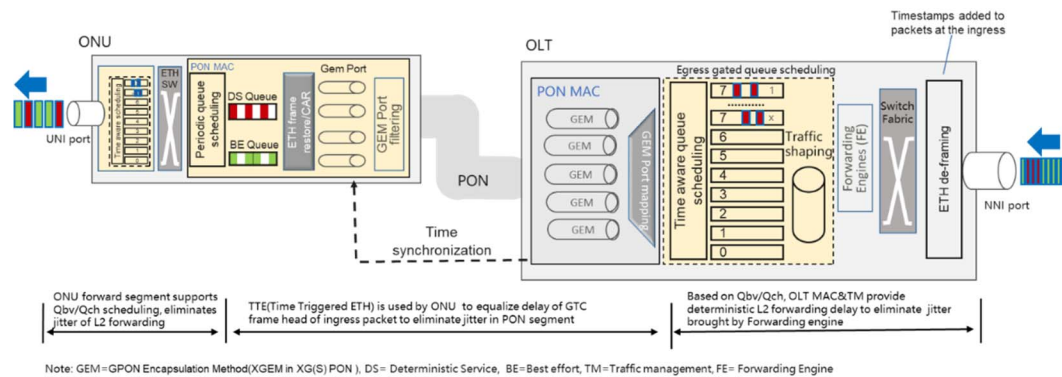 Timestamps added to
packets at the ingress
ONU
OLT
PON MAC
ETH
SW
Time aware scheduling
Periodic queue
scheduling
DS Queue
BE Queue
ETH frame
restore/CAR
Gem Port
GEM Port
filtering
UNI port
PON
Time
synchronization
PON MAC
GEM
GEM
GEM
GEM
GEM
GEM Port mapping
Egress gated queue scheduling
Time aware queue
scheduling
7 1
7 x
6
5
4
3
2
1
0
Traffic
shaping
Forwarding
Engines (FE)
Switch
Fabric
ETH de-framing
NNI port
ONU forward segment supports
Qbv/Qch scheduling, eliminates
jitter of L2 forwarding
TTE(Time Triggered ETH) is used by ONU to equalize delay of GTC
frame head of ingress packet to eliminate jitter in PON segment
Based on Qbv/Qch, OLT MAC&TM provide
deterministic L2 forwarding delay to eliminate jitter
brought by Forwarding engine
Note: GEM=GPON Encapsulation Method(XGEM in XG(S) PON ), DS= Deterministic Service, BE=Best effort, TM=Traffic management, FE= Forwarding Engine